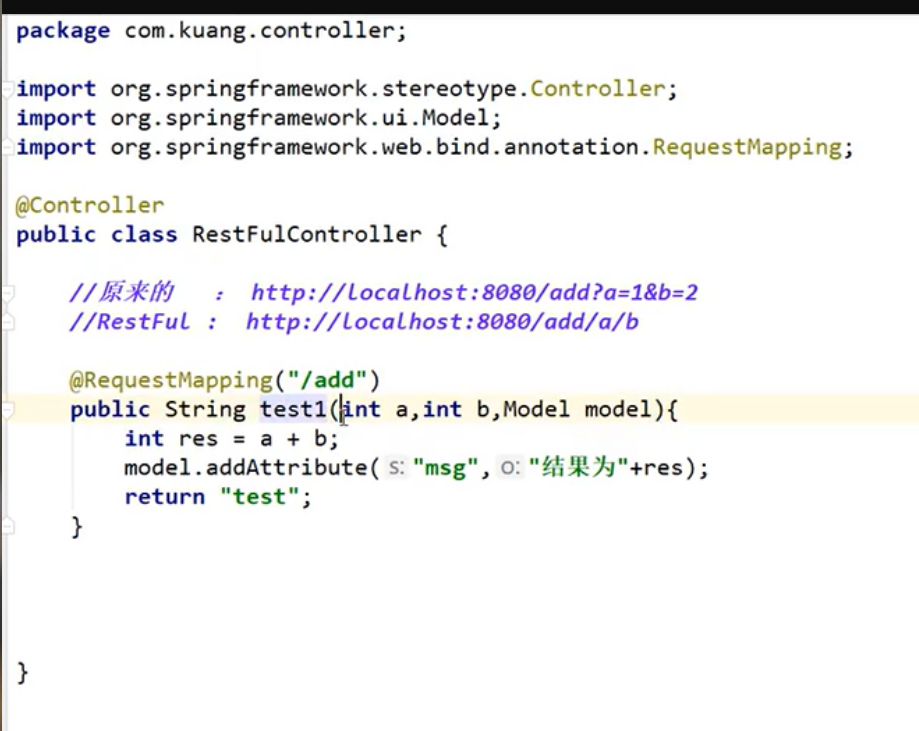 package com.kuang.controller;
import org.springframework.stereotype.Controller;
import org.springframework.ui.Model;
import org.springframework.web.bind.annotation.RequestMapping;
@Controller
public class RestFulController {
//原来的   :  http://localhost:8080/add?a=1&b=2
//RestFul :  http://localhost:8080/add/a/b
@RequestMapping("/add")
public String test1(int a,int b,Model model){
int res = a + b;
model.addAttribute( s: "msg", o: "结果为"+res);
return "test";
}
}